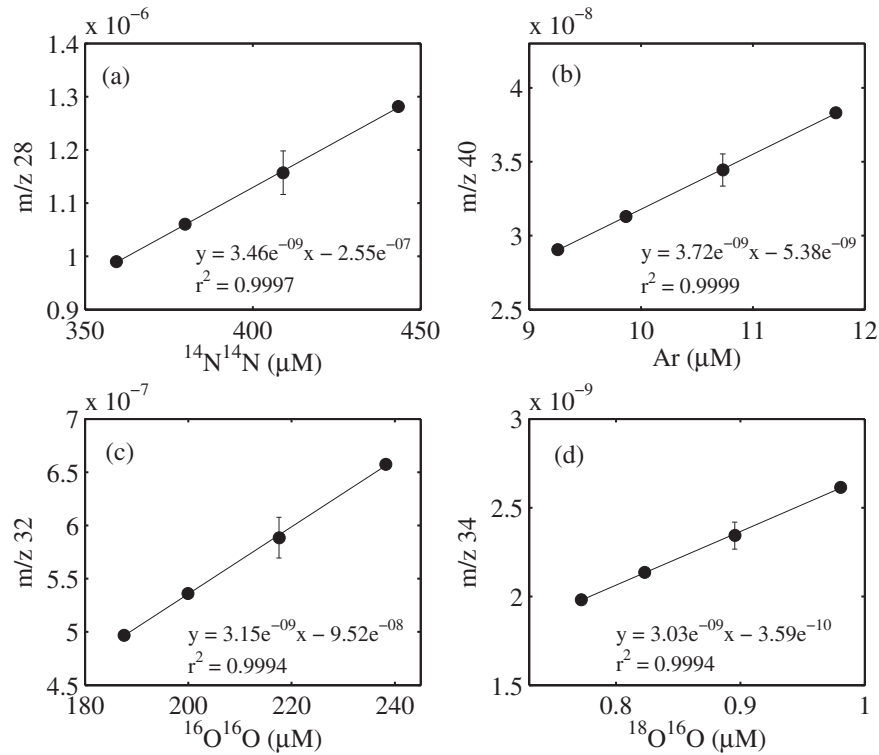 x 10⁻⁶
1.4
1.3
1.2
1.1
1
0.9
m/z 28
(a)
y = 3.46e⁻⁰⁹x − 2.55e⁻⁰⁷
r² = 0.9997
350 400 450
¹⁴N¹⁴N (µM)
x 10⁻⁸
4
3.5
3
2.5
m/z 40
(b)
y = 3.72e⁻⁰⁹x − 5.38e⁻⁰⁹
r² = 0.9999
9 10 11 12
Ar (µM)
x 10⁻⁷
7
6.5
6
5.5
5
4.5
m/z 32
(c)
y = 3.15e⁻⁰⁹x − 9.52e⁻⁰⁸
r² = 0.9994
180 200 220 240
¹⁶O¹⁶O (µM)
x 10⁻⁹
3
2.5
2
1.5
m/z 34
(d)
y = 3.03e⁻⁰⁹x − 3.59e⁻¹⁰
r² = 0.9994
0.8 0.9 1
¹⁸O¹⁶O (µM)